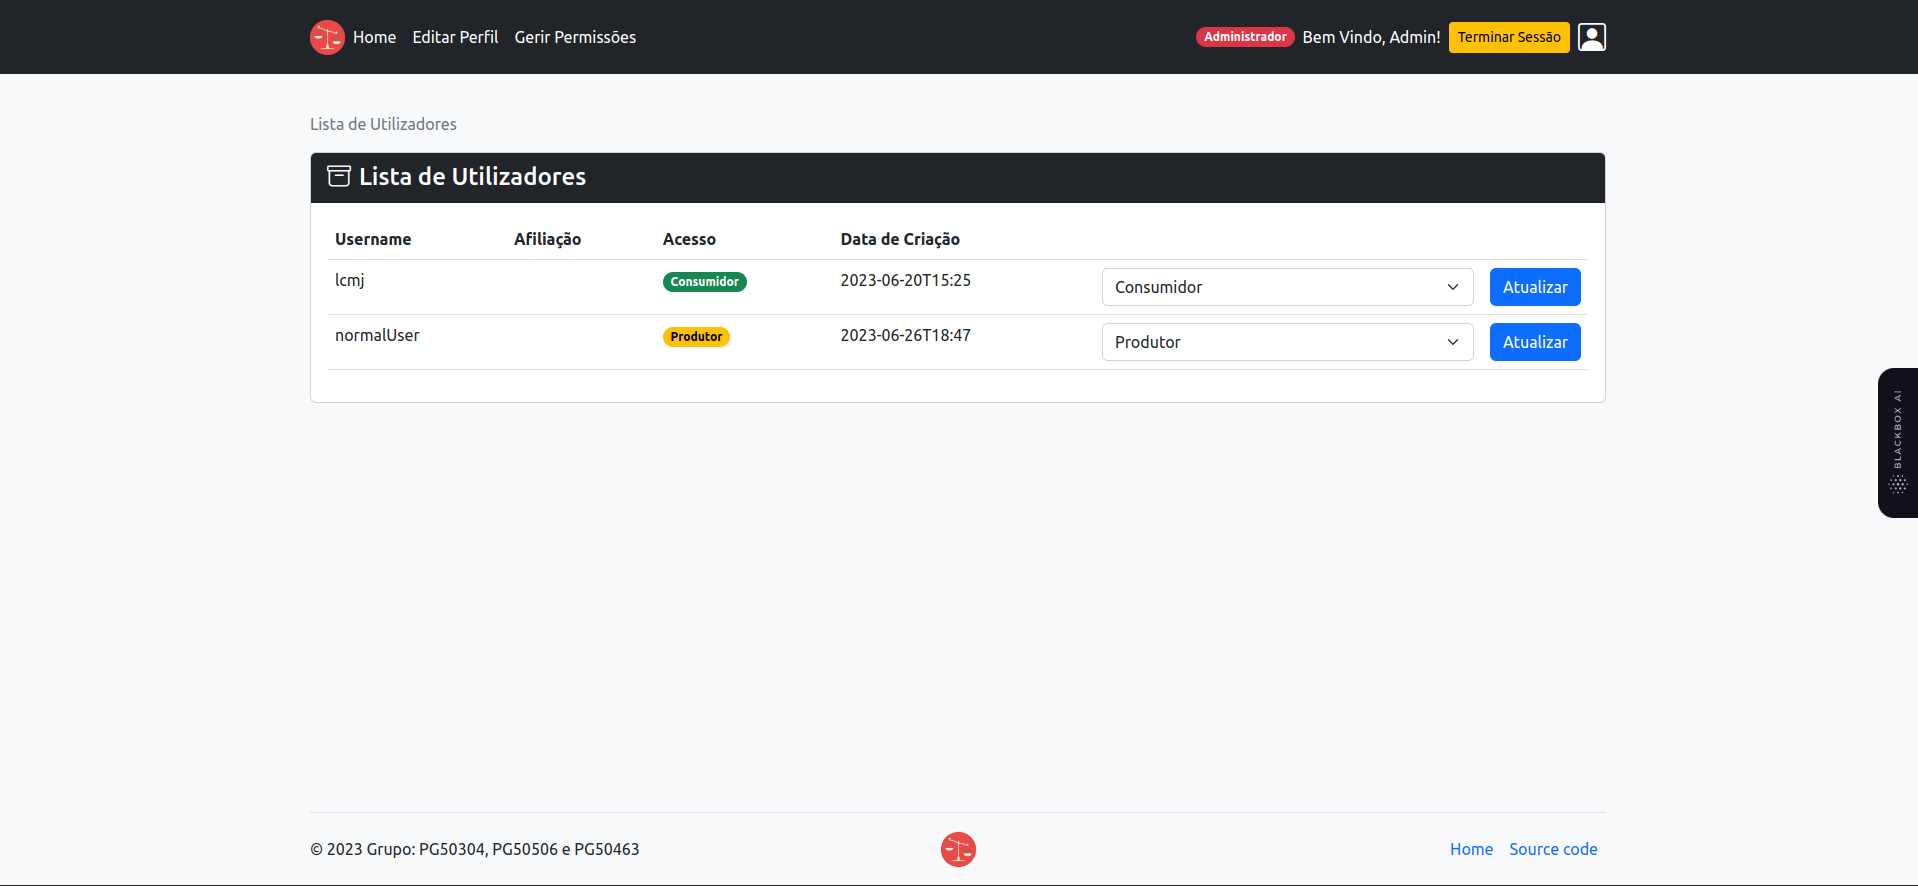 Home Editar Perfil Gerir Permissões Administrador Bem Vindo, Admin! Terminar Sessão
Lista de Utilizadores
Lista de Utilizadores
Username Afiliação Acesso Data de Criação
lcmj Consumidor 2023-06-20T15:25 Consumidor Atualizar
normalUser Produtor 2023-06-26T18:47 Produtor Atualizar
BLACKBOX AI
© 2023 Grupo: PG50304, PG50506 e PG50463 Home Source code